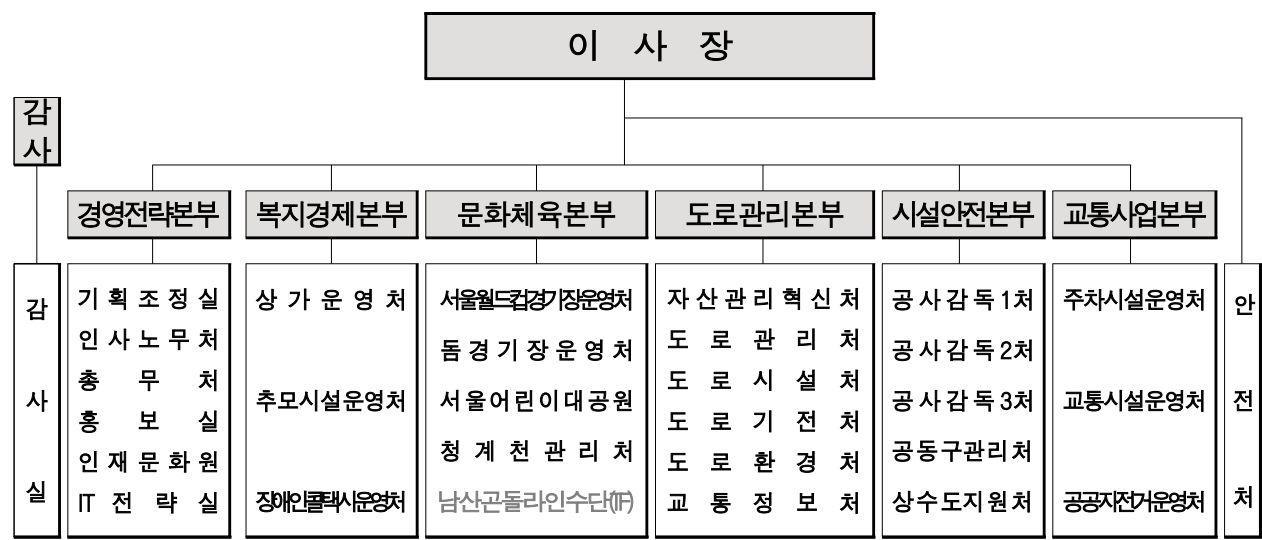 이 사 장
감사
경영전략본부
복지경제본부
문화체육본부
도로관리본부
시설안전본부
교통사업본부
감사실
기획조정실
인사노무처
총무처
홍보실
인재문화원
IT전략실
상가운영처
추모시설운영처
장애인콜택시운영처
서울월드컵경기장운영처
돔경기장운영처
서울어린이대공원
청계천관리처
남산곤돌라인수단(TF)
자산관리혁신처
도로관리처
도로시설처
도로기전처
도로환경처
교통정보처
공사감독1처
공사감독2처
공사감독3처
공동구관리처
상수도지원처
주차시설운영처
교통시설운영처
공공자전거운영처
안전처